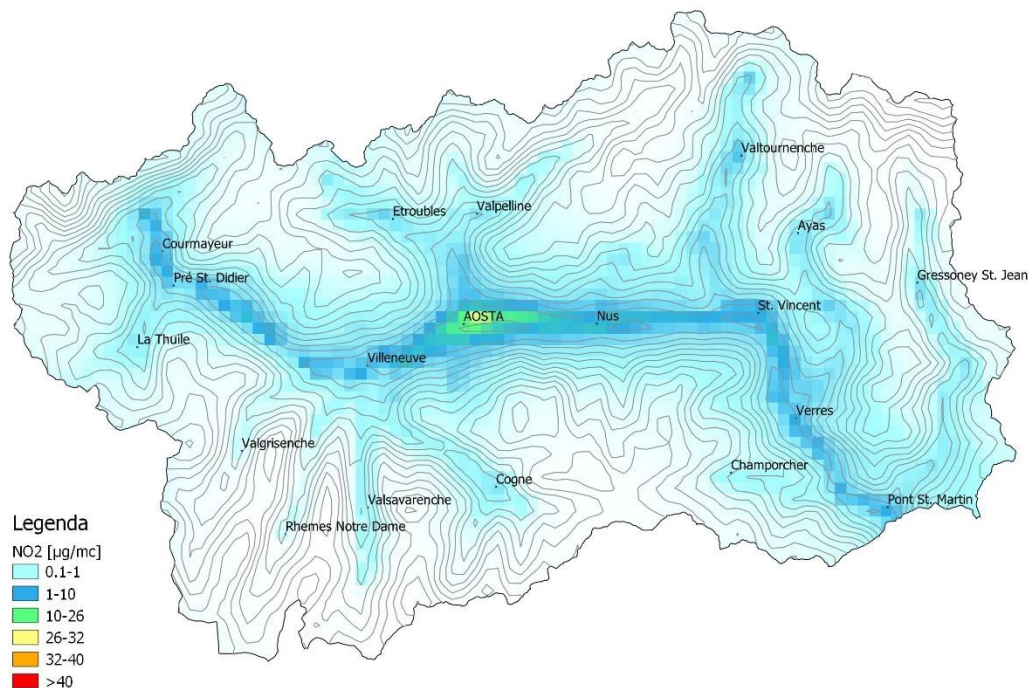 Valtournenche
Etroubles
Valpelline
Ayas
Courmayeur
Gressoney St. Jean
Pré St. Didier
St. Vincent
AOSTA
Nus
La Thuile
Villeneuve
Verres
Valgrisenche
Champorcher
Cogne
Valsavarenche
Pont St. Martin
Rhemes Notre Dame
Legenda
NO2 [µg/mc]
0.1-1
1-10
10-26
26-32
32-40
>40